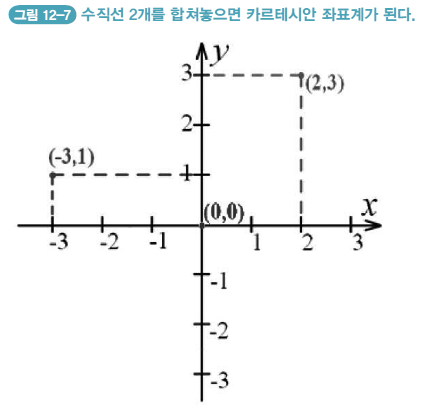 그림 12-7 수직선 2개를 합쳐놓으면 카르테시안 좌표계가 된다.
y
3
(2,3)
2
(-3,1)
1
(0,0)
x
-3 -2 -1 1 2 3
-1
-2
-3